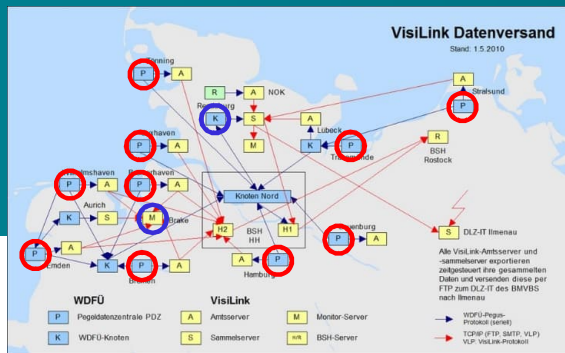 VisiLink Datenversand
Stand: 1.5.2010
P A
R A NOK
A
Stralsund
P
K S A
Lübeck
P A
M
K P
R
BSH
Rostock
P A P A
Knoten Nord
Aurich
K S M
Brake
H2 BSH
HH
H1
S DLZ-IT Ilmenau
P A
Emden
K P A
A P
Hamburg
P A
Alle VisiLink-Amtsserver und
-sammelserver exportieren
zeitgesteuert ihre gesammelten
Daten und versenden diese per
FTP zum DLZ-IT des BMVBS
nach Ilmenau
WDFÜ
VisiLink
P Pegeldatenzentrale PDZ
A Amtsserver
M Monitor-Server
K WDFÜ-Knoten
S Sammelserver
BSH-Server
WDFÜ-Pegus-
Protokoll (seriell)
TCP/IP (FTP, SMTP, VLP)
VLP: VisiLink-Protokoll